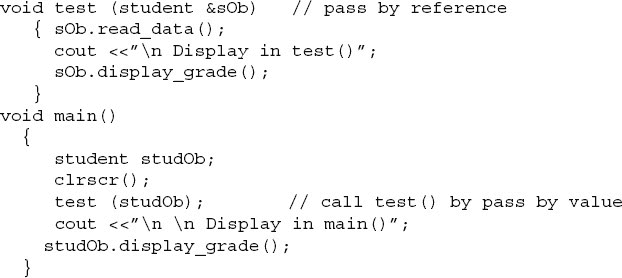 void test (student &sOb) // pass by reference
{ sOb.read_data();
cout <<”\n Display in test()”;
sOb.display_grade();
}
void main()
{
student studOb;
clrscr();
test (studOb); // call test() by pass by value
cout <<”\n \n Display in main()”;
studOb.display_grade();
}